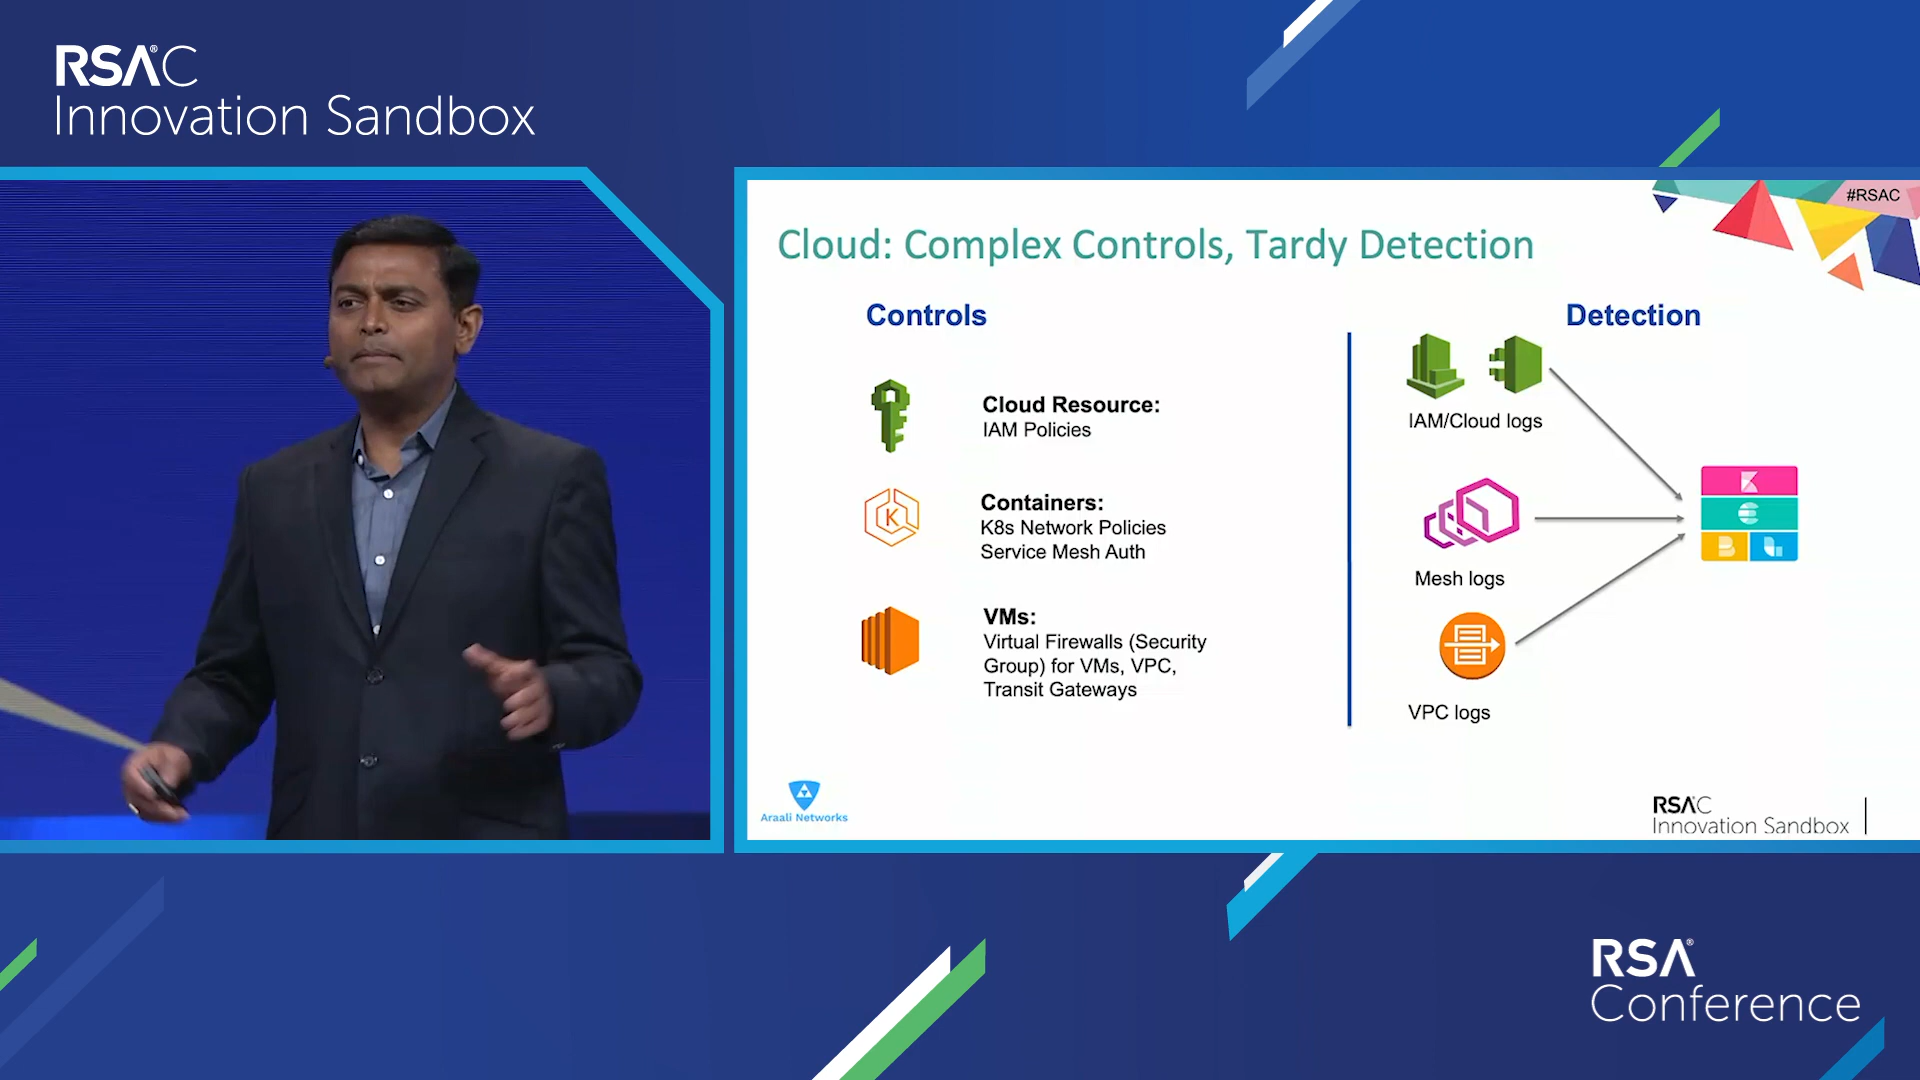 RSAC
Innovation Sandbox
#RSAC
Cloud: Complex Controls, Tardy Detection
Controls
Cloud Resource:
IAM Policies
K
Containers:
K8s Network Policies
Service Mesh Auth
VMs:
Virtual Firewalls (Security
Group) for VMs, VPC,
Transit Gateways
Detection
IAM/Cloud logs
Mesh logs
VPC logs
Araali Networks
RSAC
Innovation Sandbox
RSA®
Conference